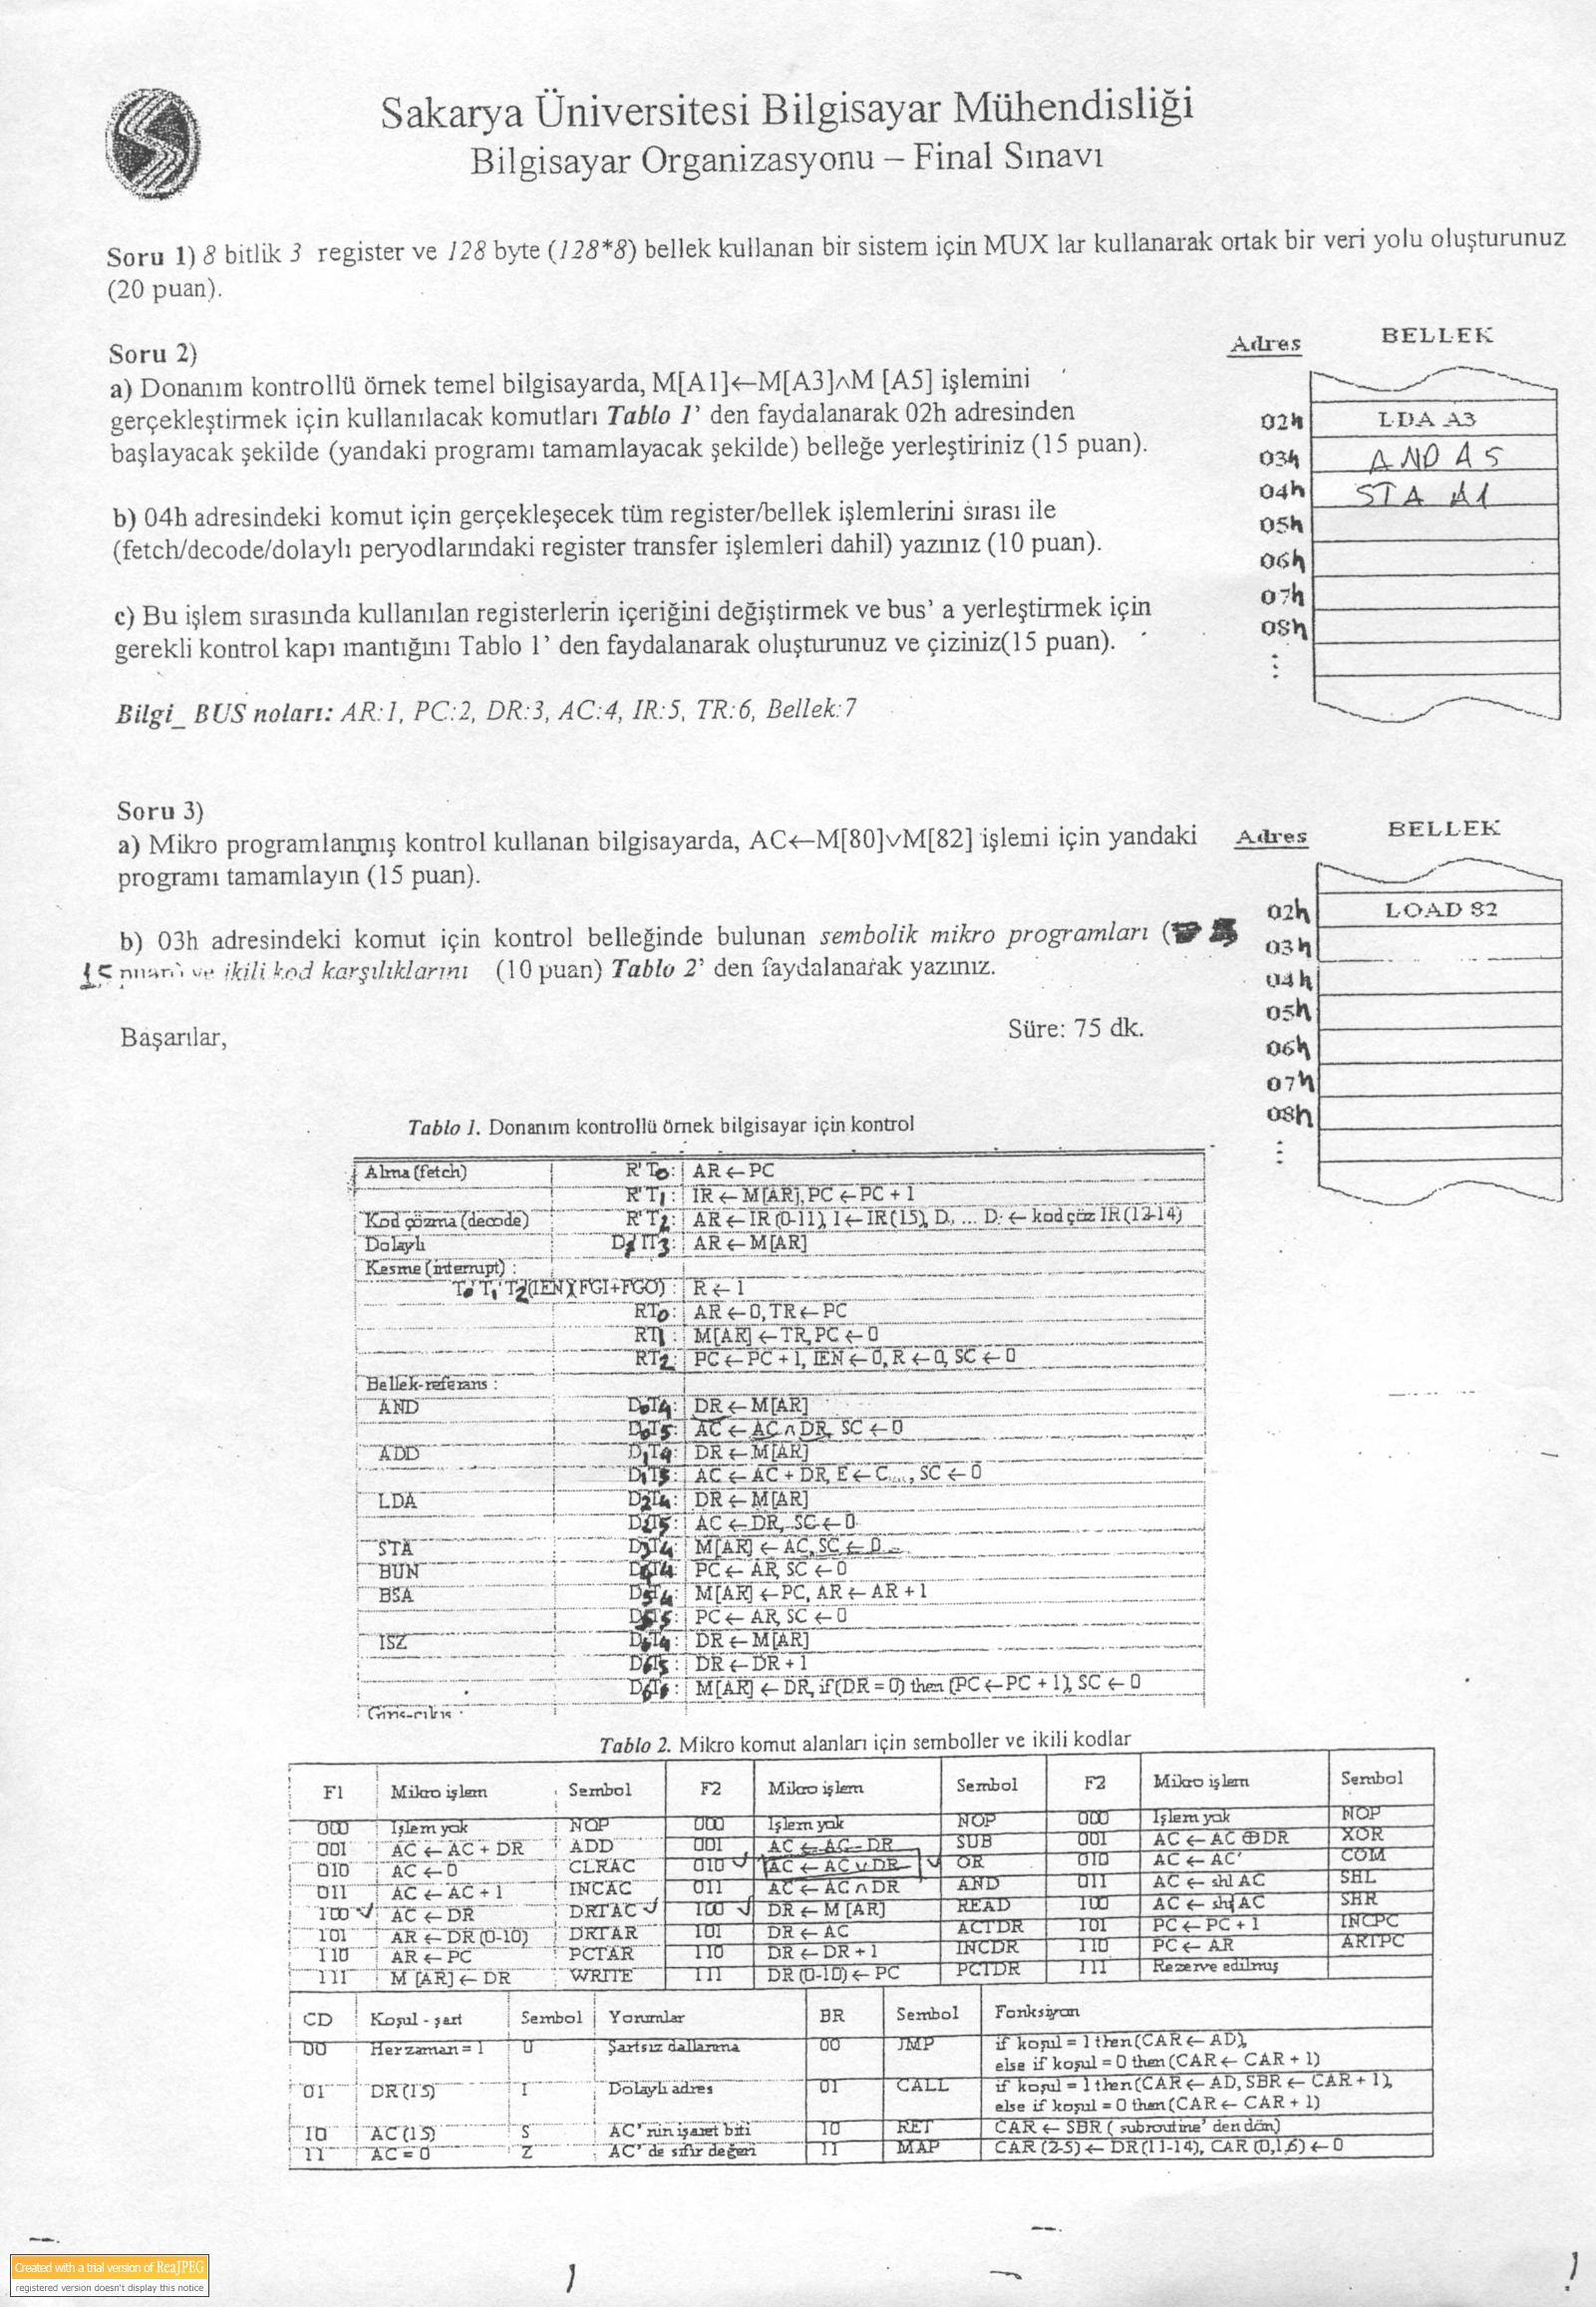 Sakarya Üniversitesi Bilgisayar Mühendisliği
Bilgisayar Organizasyonu – Final Sınavı
Soru 1) 8 bitlik 3 register ve 128 byte (128*8) bellek kullanan bir sistem için MUX lar kullanarak ortak bir veri yolu oluşturunuz
(20 puan).
Soru 2)
a) Donanım kontrollü örnek temel bilgisayarda, M[A1]←M[A3]∧M [A5] işlemini
gerçekleştirmek için kullanılacak komutları Tablo 1' den faydalanarak 02h adresinden
başlayacak şekilde (yandaki programı tamamlayacak şekilde) belleğe yerleştiriniz (15 puan).
b) 04h adresindeki komut için gerçekleşecek tüm register/bellek işlemlerini sırası ile
(fetch/decode/dolaylı peryodlarındaki register transfer işlemleri dahil) yazınız (10 puan).
c) Bu işlem sırasında kullanılan registerlerin içeriğini değiştirmek ve bus' a yerleştirmek için
gerekli kontrol kapı mantığını Tablo 1' den faydalanarak oluşturunuz ve çiziniz(15 puan).
Bilgi_ BUS noları: AR:1, PC:2, DR:3, AC:4, IR:5, TR:6, Bellek:7
Adres BELLEK
02h LDA A3
03h AND A5
04h STA A1
05h
06h
07h
08h
Soru 3)
a) Mikro programlanmış kontrol kullanan bilgisayarda, AC←M[80]∨M[82] işlemi için yandaki
programı tamamlayın (15 puan).
b) 03h adresindeki komut için kontrol belleğinde bulunan sembolik mikro programları (
15 puan) ve ikili kod karşılıklarını (10 puan) Tablo 2' den faydalanarak yazınız.
Başarılar, Süre: 75 dk.
Adres BELLEK
02h LOAD 82
03h
04h
05h
06h
07h
08h
Tablo 1. Donanım kontrollü örnek bilgisayar için kontrol
Alma (fetch) R'T0: AR ← PC
R'T1: IR ← M[AR], PC ← PC + 1
Kod çözma (decode) R'T2: AR ← IR (0-11), I ← IR(15), D. ... D. ← kod çöz IR (12-14)
Dolaylı D7'IT3: AR ← M[AR]
Kesme (interrupt) :
T0'T1'T2'(IEN)(FGI+FGO) : R ← 1
RT0: AR ← 0, TR ← PC
RT1: M[AR] ← TR, PC ← 0
RT2: PC ← PC + 1, IEN ← 0, R ← 0, SC ← 0
Bellek-referans :
AND D0T4: DR ← M[AR]
D0T5: AC ← AC ∧ DR, SC ← 0
ADD D1T4: DR ← M[AR]
D1T5: AC ← AC + DR, E ← C, SC ← 0
LDA D2T4: DR ← M[AR]
D2T5: AC ← DR, SC ← 0
STA D3T4: M[AR] ← AC, SC ← 0
BUN D4T4: PC ← AR, SC ← 0
BSA D5T4: M[AR] ← PC, AR ← AR + 1
D5T5: PC ← AR, SC ← 0
ISZ D6T4: DR ← M[AR]
D6T5: DR ← DR + 1
D6T6: M[AR] ← DR, if(DR = 0) then (PC ← PC + 1), SC ← 0
Giriş-çıkış :
Tablo 2. Mikro komut alanları için semboller ve ikili kodlar
F1 Mikro işlem Sembol F2 Mikro işlem Sembol F2 Mikro işlem Sembol
000 İşlem yok NOP 000 İşlem yok NOP 000 İşlem yok NOP
001 AC ← AC + DR ADD 001 AC ← AC - DR SUB 001 AC ← AC ⊕ DR XOR
010 AC ← 0 CLRAC 010 AC ← AC ∨ DR OR 010 AC ← AC' COM
011 AC ← AC + 1 INCAC 011 AC ← AC ∧ DR AND 011 AC ← shl AC SHL
100 AC ← DR DRTAC 100 DR ← M [AR] READ 100 AC ← shr AC SHR
101 AR ← DR (0-10) DRTAR 101 DR ← AC ACTDR 101 PC ← PC + 1 INCPC
110 AR ← PC PCTAR 110 DR ← DR + 1 INCDR 110 PC ← AR ARTPC
111 M [AR] ← DR WRITE 111 DR (0-10) ← PC PCTDR 111 Rezerve edilmiş
CD Koşul - şart Sembol Yorumlar BR Sembol Fonksiyon
00 Her zaman = 1 U Şartsız dallanma 00 JMP if koşul = 1 then (CAR ← AD),
else if koşul = 0 then (CAR ← CAR + 1)
01 DR (15) I Dolaylı adres 01 CALL if koşul = 1 then (CAR ← AD, SBR ← CAR + 1),
else if koşul = 0 then (CAR ← CAR + 1)
10 AC (15) S AC' nin işaret biti 10 RET CAR ← SBR ( subroutine' den dön)
11 AC = 0 Z AC' de sıfır değeri 11 MAP CAR (2-5) ← DR (11-14), CAR (0,1,6) ← 0
Created with a trial version of ReaJPEG
registered version doesn't display this notice